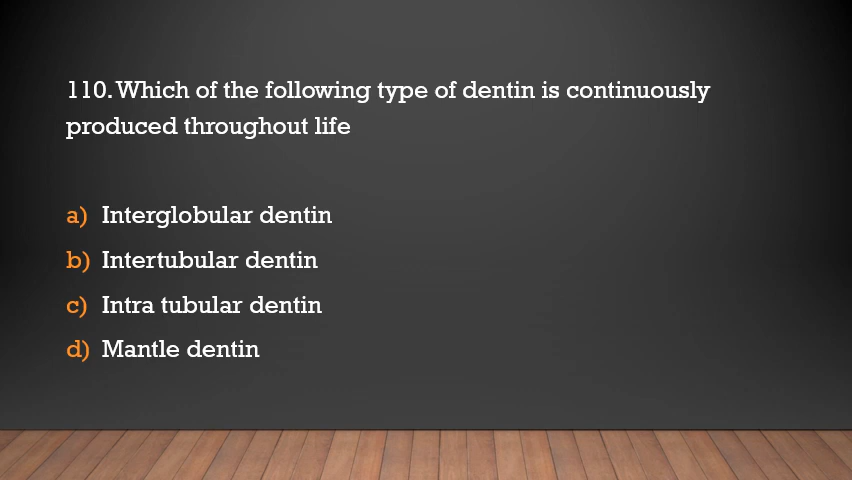 110. Which of the following type of dentin is continuously
produced throughout life
a) Interglobular dentin
b) Intertubular dentin
c) Intra tubular dentin
d) Mantle dentin